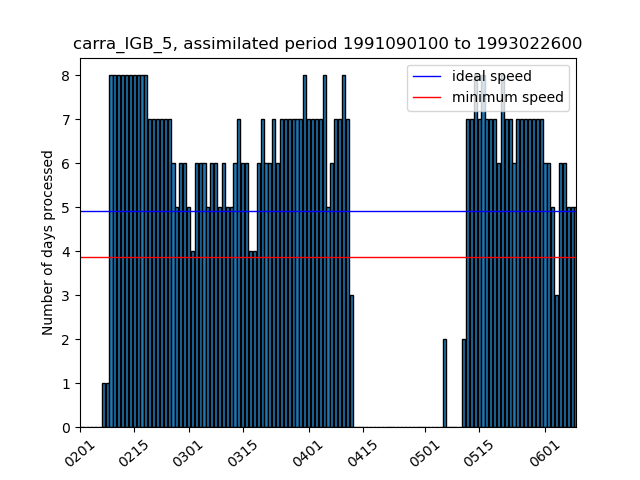 carra_IGB_5, assimilated period 1991090100 to 1993022600
ideal speed
minimum speed
Number of days processed
8
7
6
5
4
3
2
1
0
0201 0215 0301 0315 0401 0415 0501 0515 0601